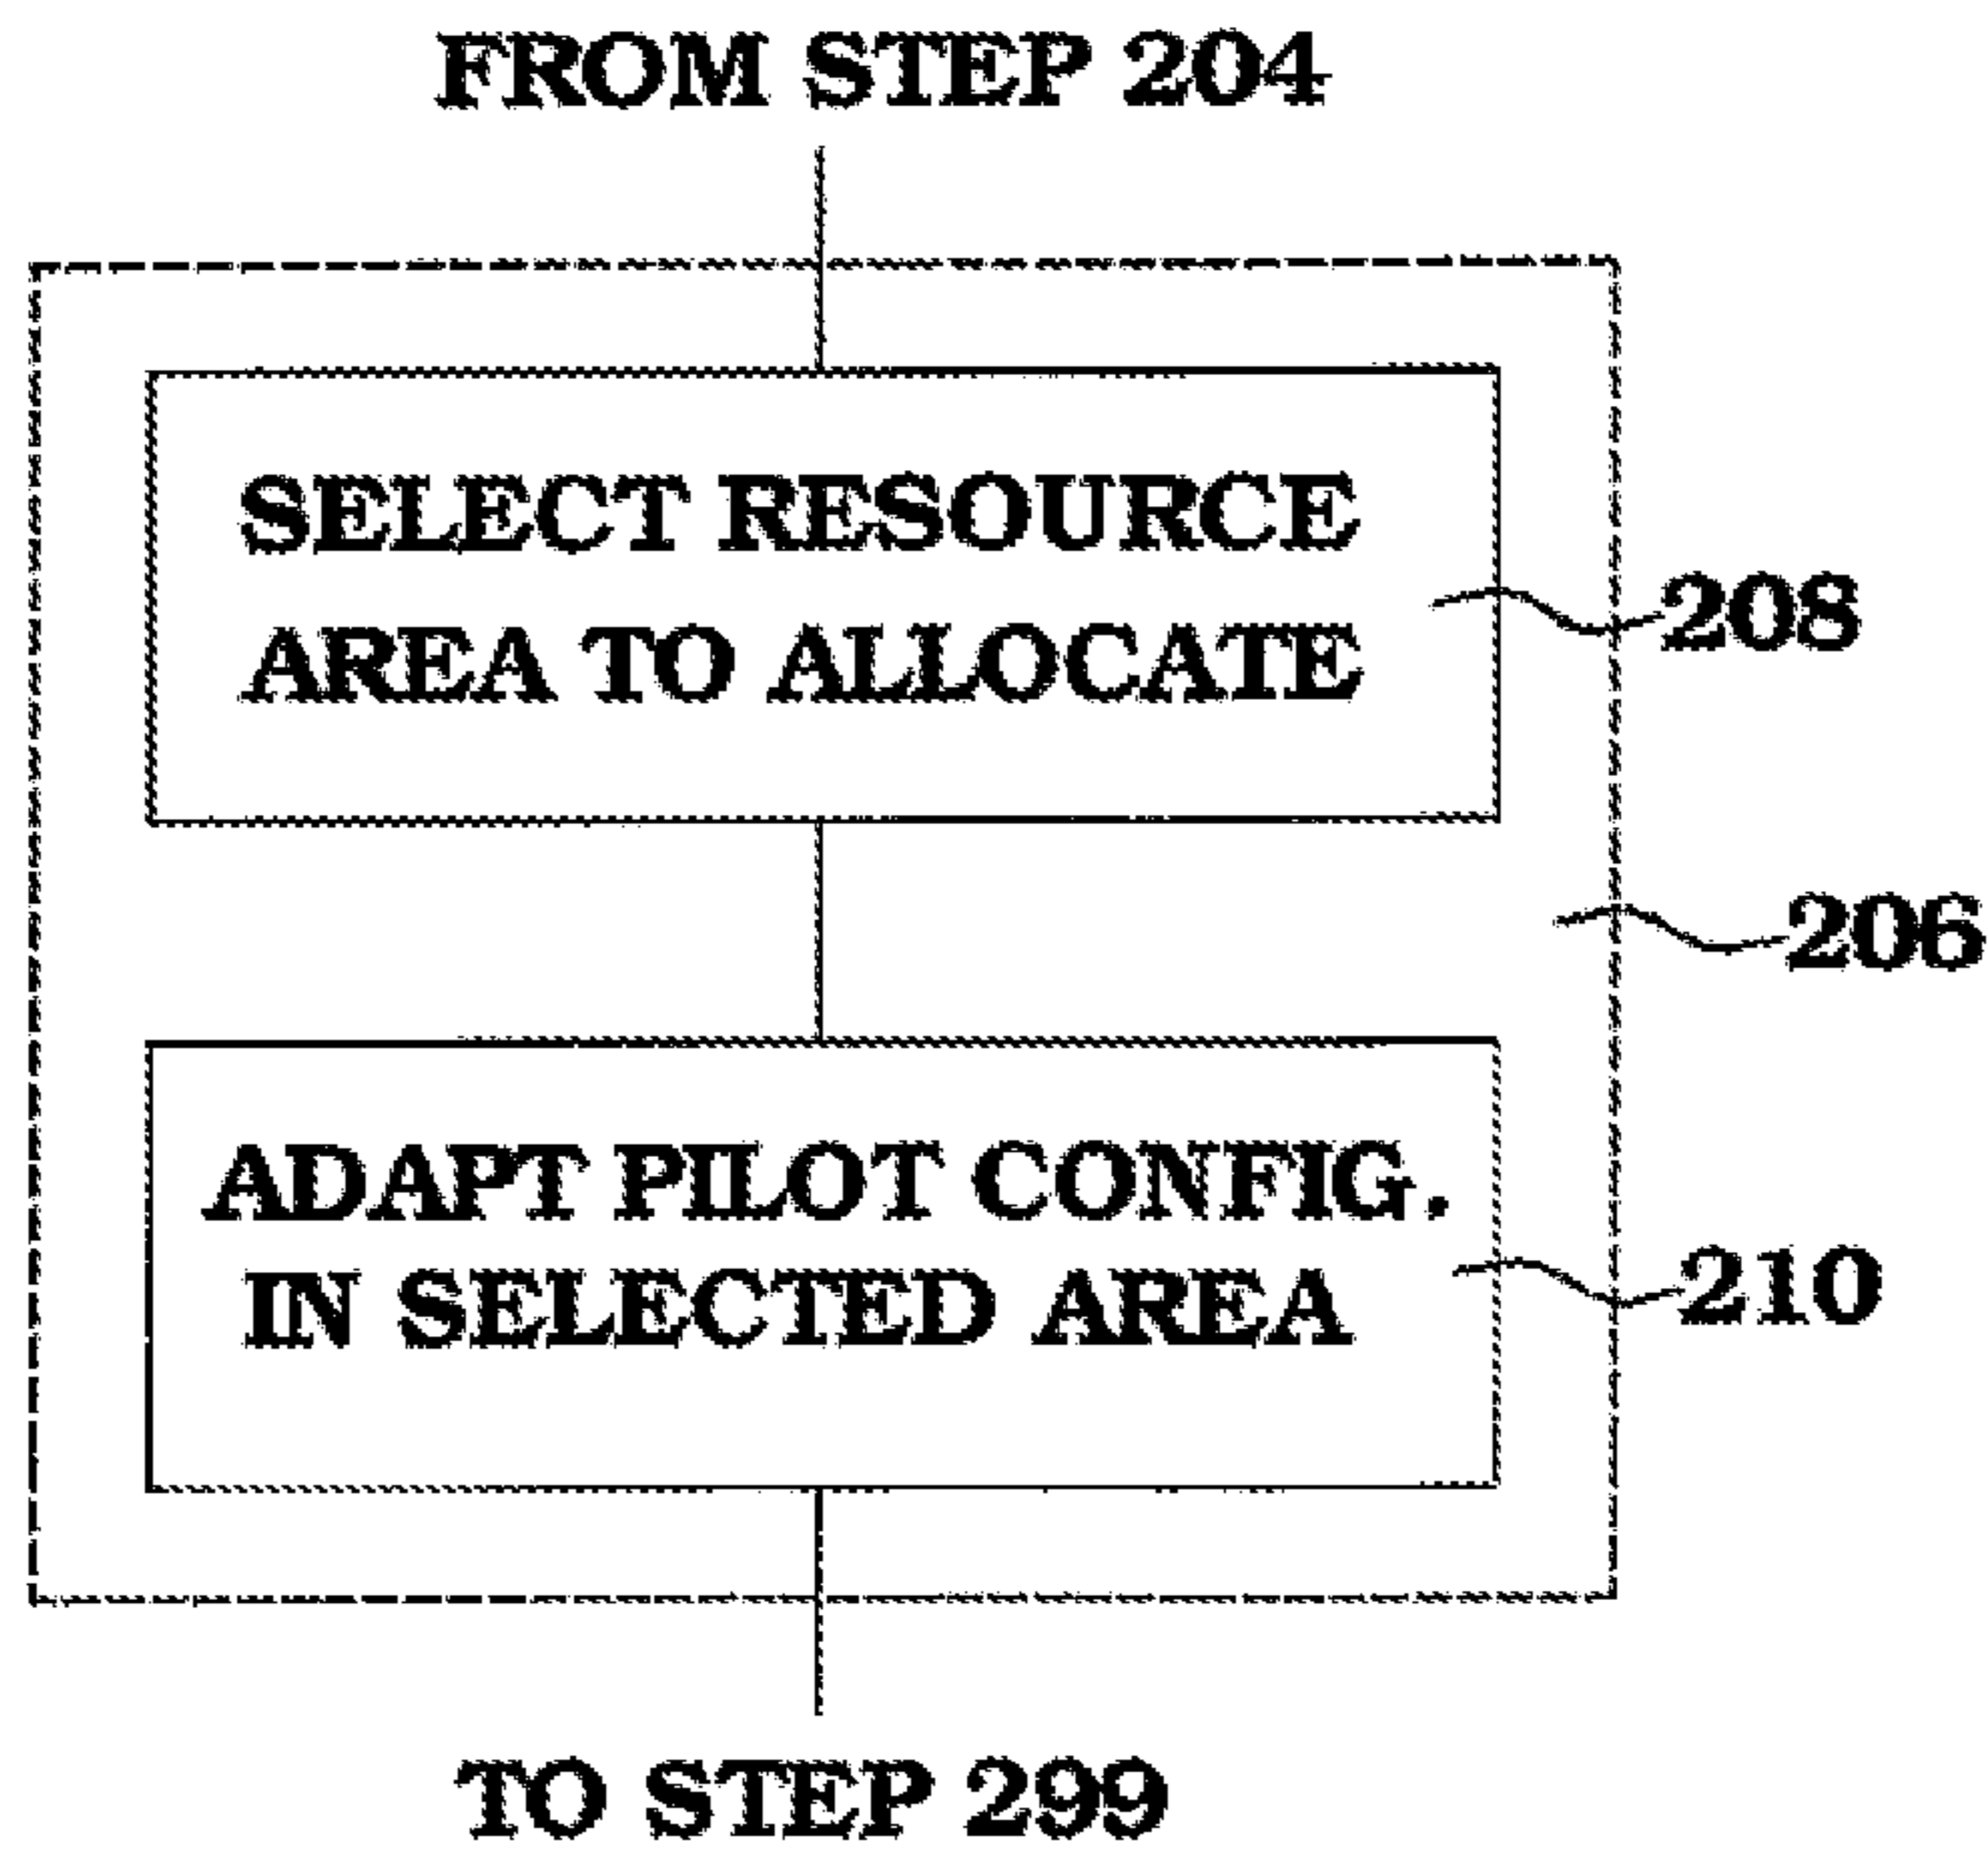 FROM STEP 204
SELECT RESOURCE
AREA TO ALLOCATE
208
206
ADAPT PILOT CONFIG,
IN SELECTED AREA
210
TO STEP 299